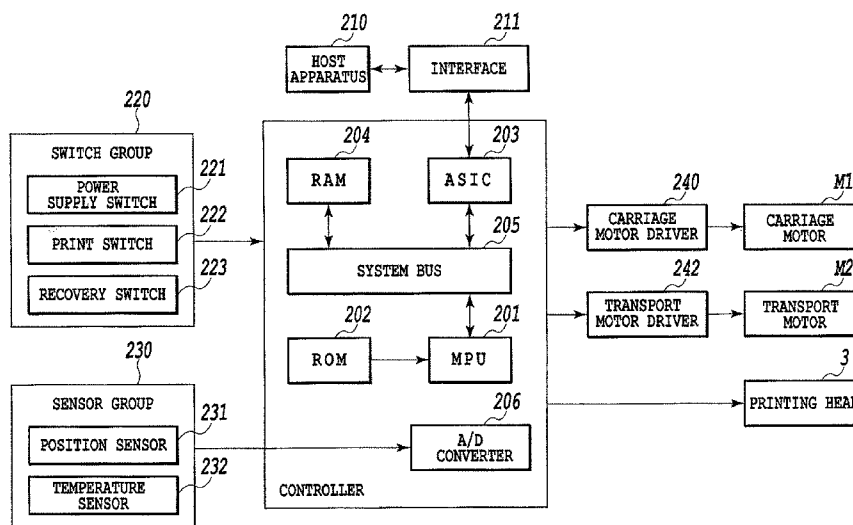 210
211
HOST
APPARATUS
INTERFACE
220
SWITCH GROUP
221
POWER
SUPPLY SWITCH
222
PRINT SWITCH
223
RECOVERY SWITCH
204
RAM
203
ASIC
205
SYSTEM BUS
202
ROM
201
MPU
206
A/D
CONVERTER
CONTROLLER
240
CARRIAGE
MOTOR DRIVER
M1
CARRIAGE
MOTOR
242
TRANSPORT
MOTOR DRIVER
M2
TRANSPORT
MOTOR
3
PRINTING HEAD
230
SENSOR GROUP
231
POSITION SENSOR
232
TEMPERATURE
SENSOR